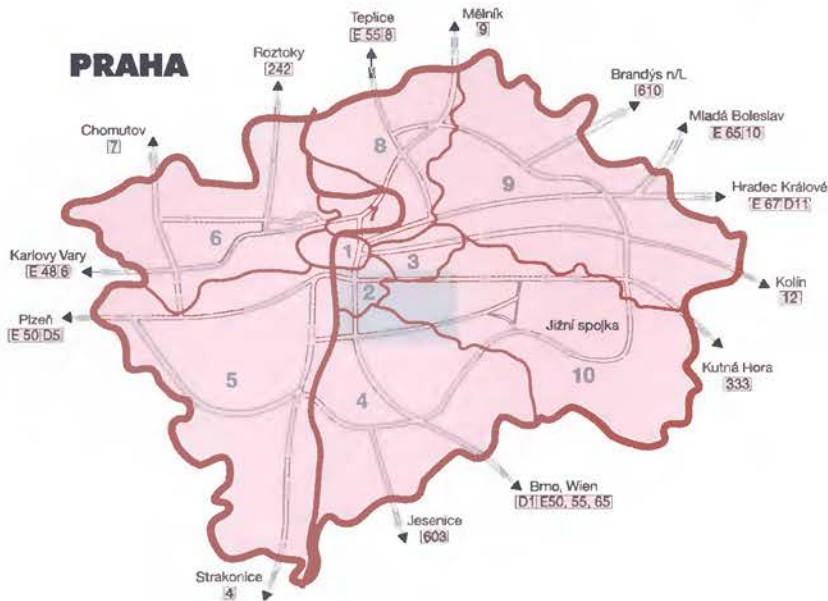 PRAHA
Teplice
E 55 8
Mělník
9
Roztoky
242
Brandýs n/L
610
Chomutov
7
Mladá Boleslav
E 65 10
8
9
Hradec Králové
E 67 D11
6
1
3
Karlovy Vary
E 48 6
2
Kolín
12
Plzeň
E 50 D5
Jižní spojka
5
4
10
Kutná Hora
333
Brno, Wien
D1 E50, 55, 65
Jesenice
603
Strakonice
4